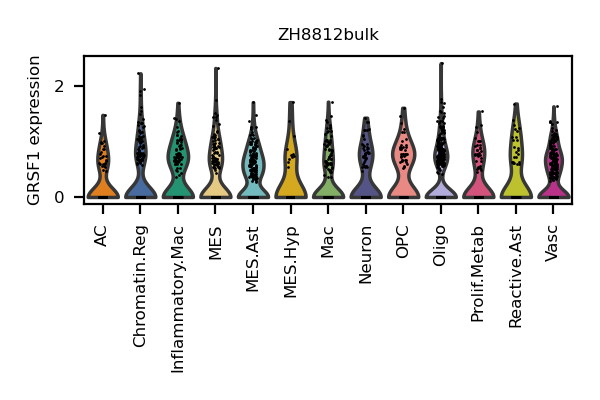 ZH8812bulk
GRSF1 expression
2
0
AC
Chromatin.Reg
Inflammatory.Mac
MES
MES.Ast
MES.Hyp
Mac
Neuron
OPC
Oligo
Prolif.Metab
Reactive.Ast
Vasc